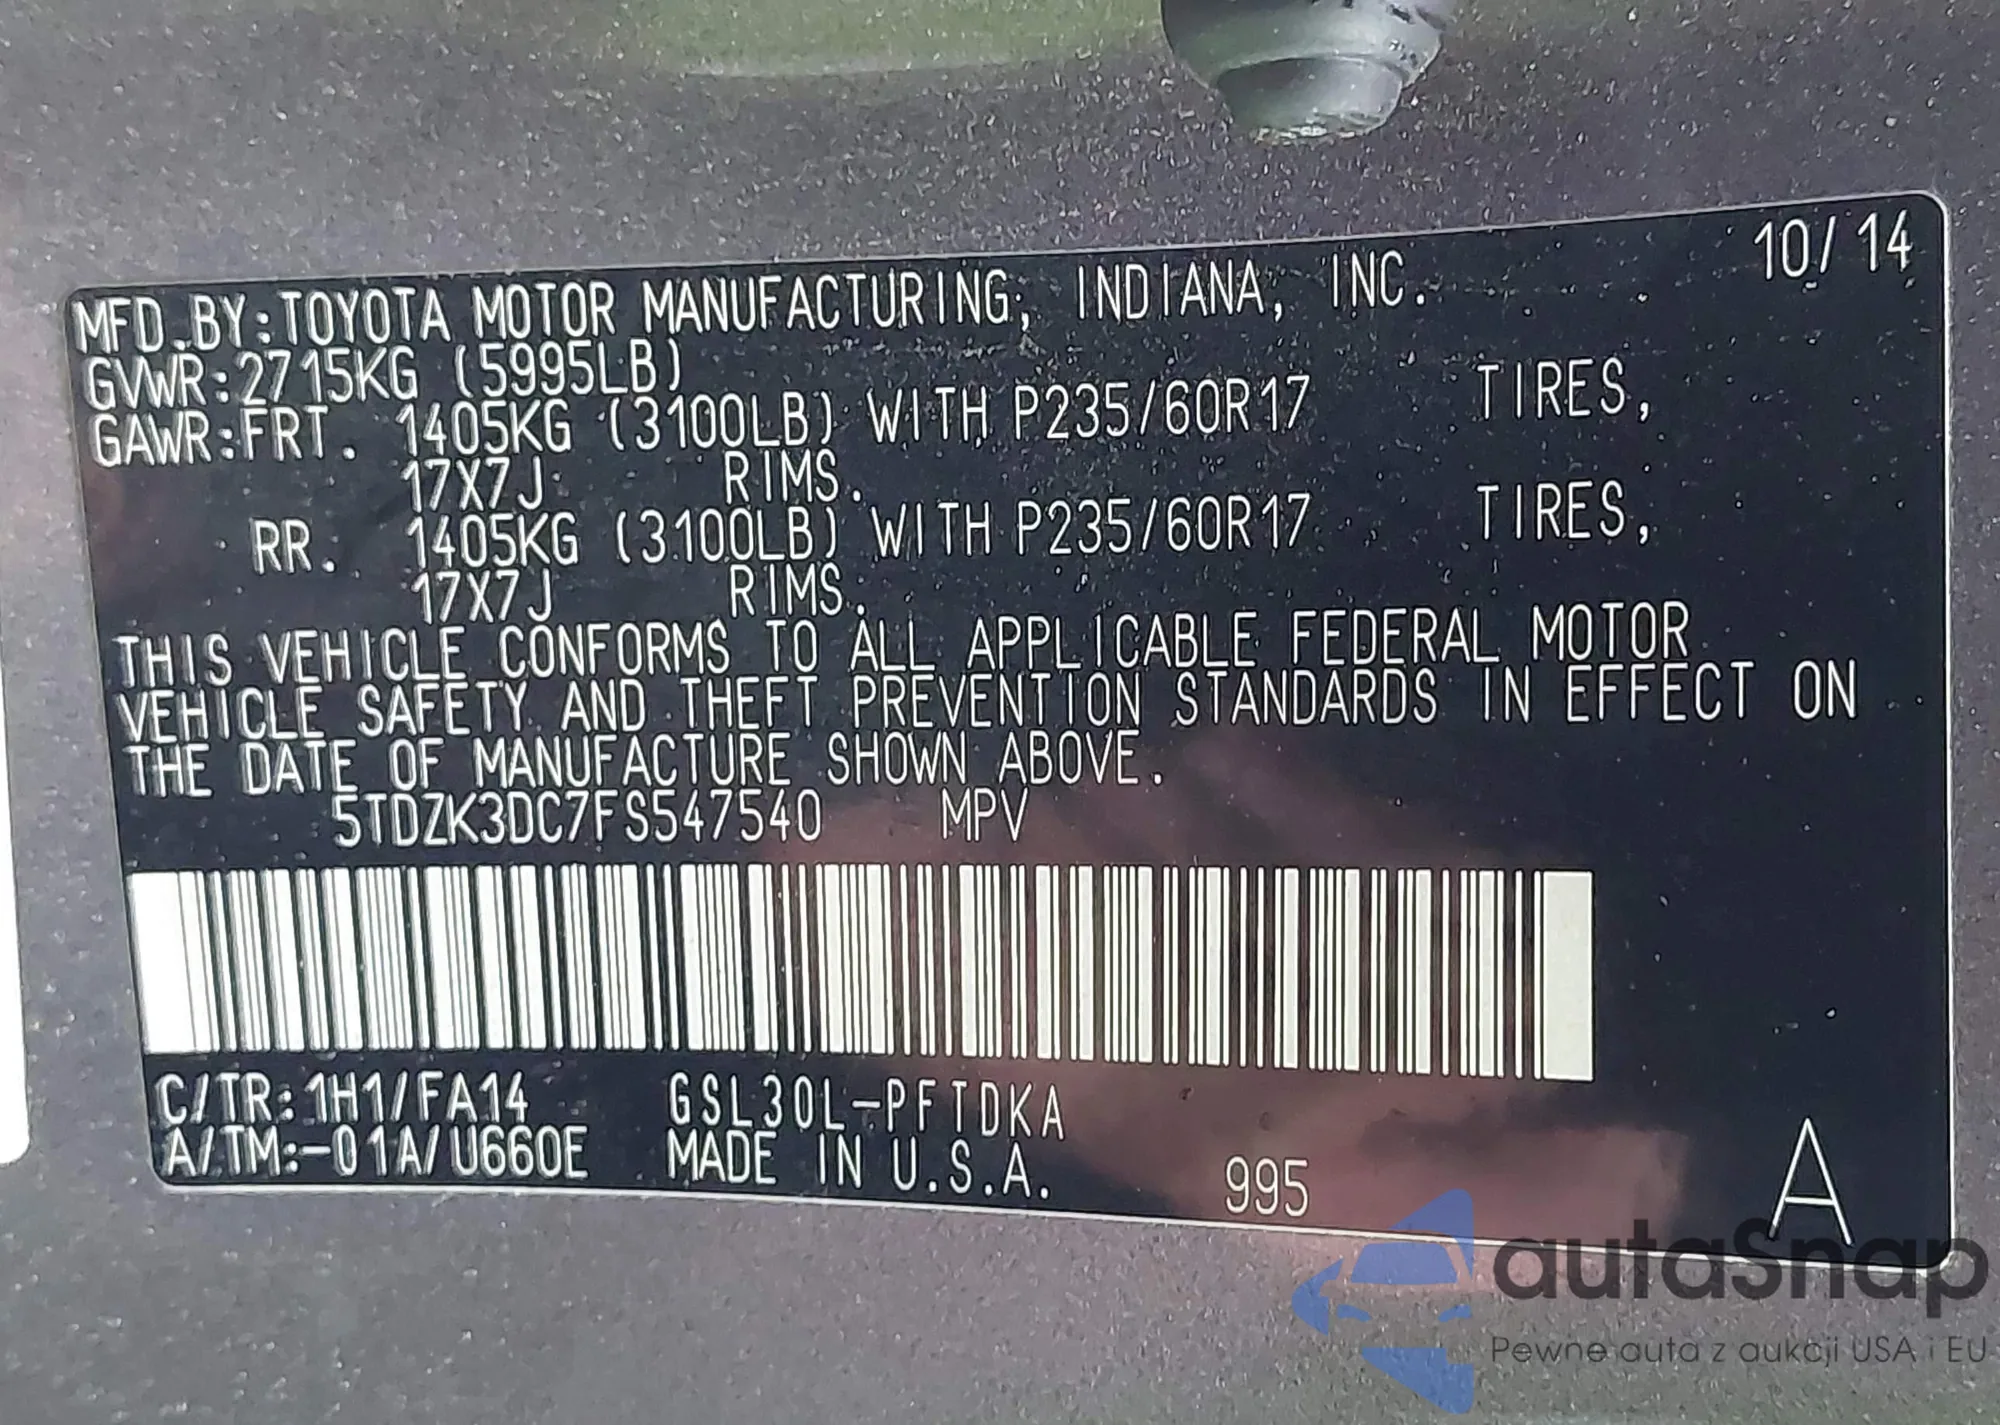 10/14
MFD. BY: TOYOTA MOTOR MANUFACTURING, INDIANA, INC.
GVWR: 2715KG (5995LB)
GAWR: FRT. 1405KG (3100LB) WITH P235/60R17 TIRES,
17X7J RIMS.
RR. 1405KG (3100LB) WITH P235/60R17 TIRES,
17X7J RIMS.
THIS VEHICLE CONFORMS TO ALL APPLICABLE FEDERAL MOTOR
VEHICLE SAFETY AND THEFT PREVENTION STANDARDS IN EFFECT ON
THE DATE OF MANUFACTURE SHOWN ABOVE.
5TDZK3DC7FS547540 MPV
C/TR: 1H1/FA14 GSL30L-PFTDKA
A/TM:-01A/U660E MADE IN U.S.A. 995
A
autaSnap
Pewne auta z aukcji USA i EU